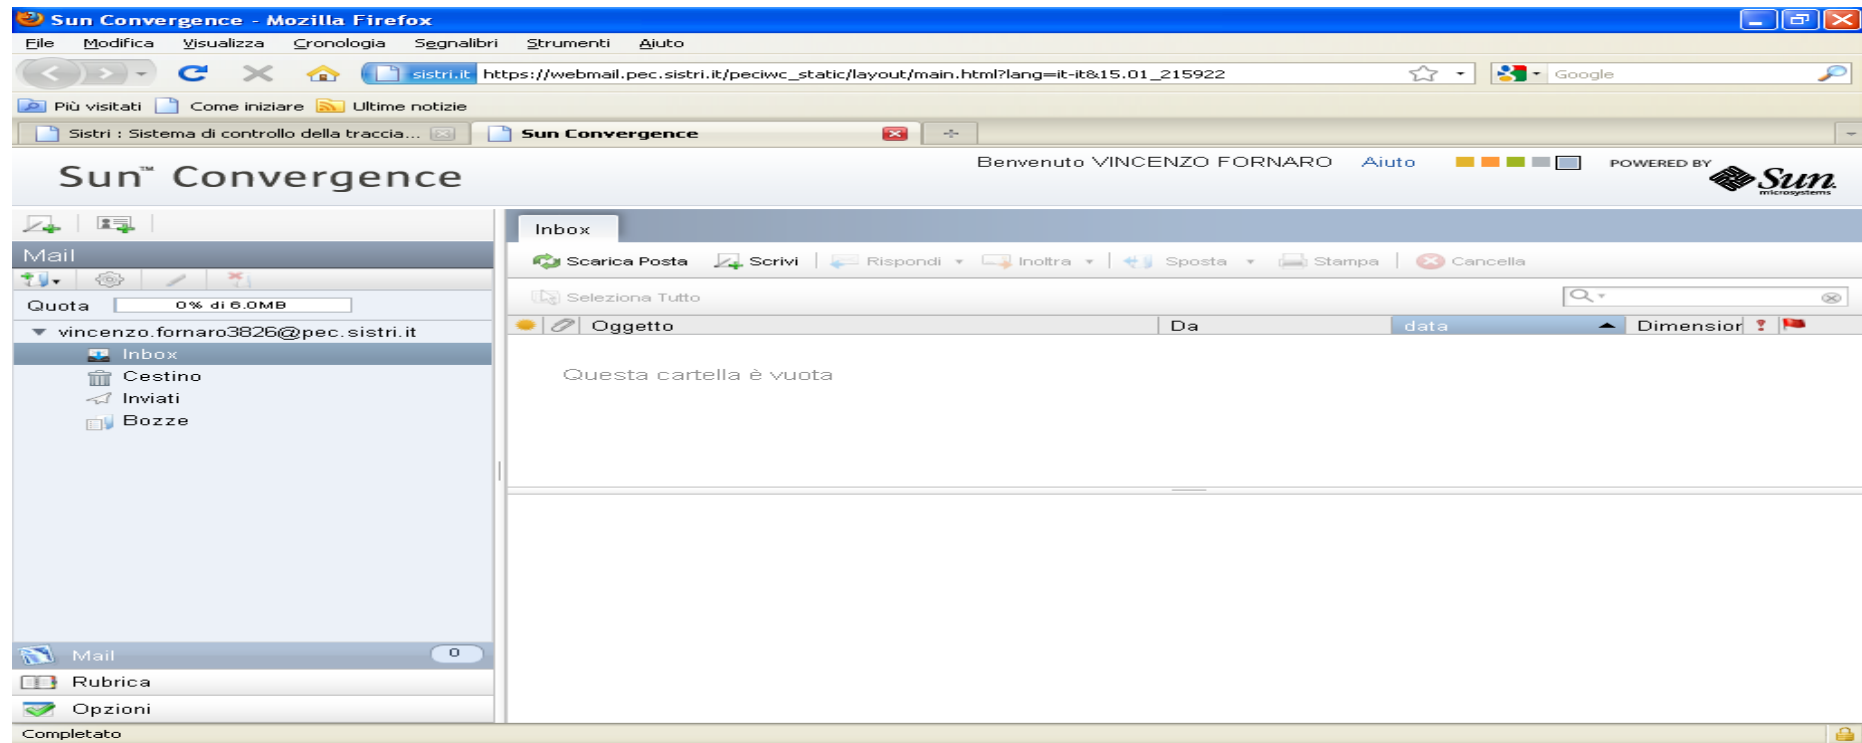 Sun Convergence - Mozilla Firefox
File Modifica Visualizza Cronologia Segnalibri Strumenti Aiuto
sistri.it https://webmail.pec.sistri.it/peciwc_static/layout/main.html?lang=it-it&15.01_215922 Google
Più visitati Come iniziare Ultime notizie
Sistri : Sistema di controllo della traccia... Sun Convergence
Benvenuto VINCENZO FORNARO Aiuto POWERED BY
Sun™ Convergence
Sun
microsystems
Inbox
Mail
Scarica Posta Scrivi Rispondi Inoltra Sposta Stampa Cancella
Quota 0% di 6.0MB
Seleziona Tutto
Oggetto Da data Dimension
vincenzo.fornaro3826@pec.sistri.it
Inbox
Cestino
Inviati
Bozze
Questa cartella è vuota
Mail 0
Rubrica
Opzioni
Completato